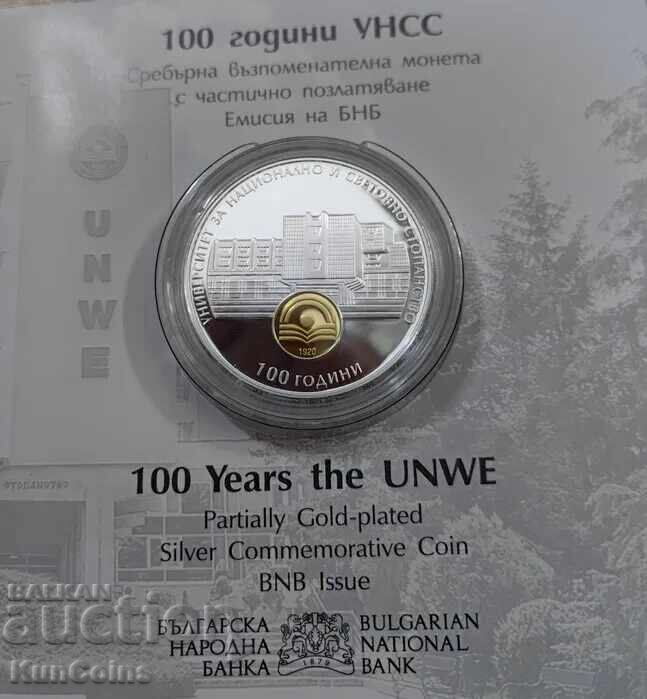 100 години УНСС
Сребърна възпоменателна монета
с частично позлатяване
Емисия на БНБ
UNWE
УНИВЕРСИТЕТ ЗА НАЦИОНАЛНО И СВЕТОВНО СТОПАНСТВО
1920
100 ГОДИНИ
100 Years the UNWE
Partially Gold-plated
Silver Commemorative Coin
BNB Issue
БЪЛГАРСКА
НАРОДНА
БАНКА
1879
BULGARIAN
NATIONAL
BANK
БАЛКАН
auction
KunCoins